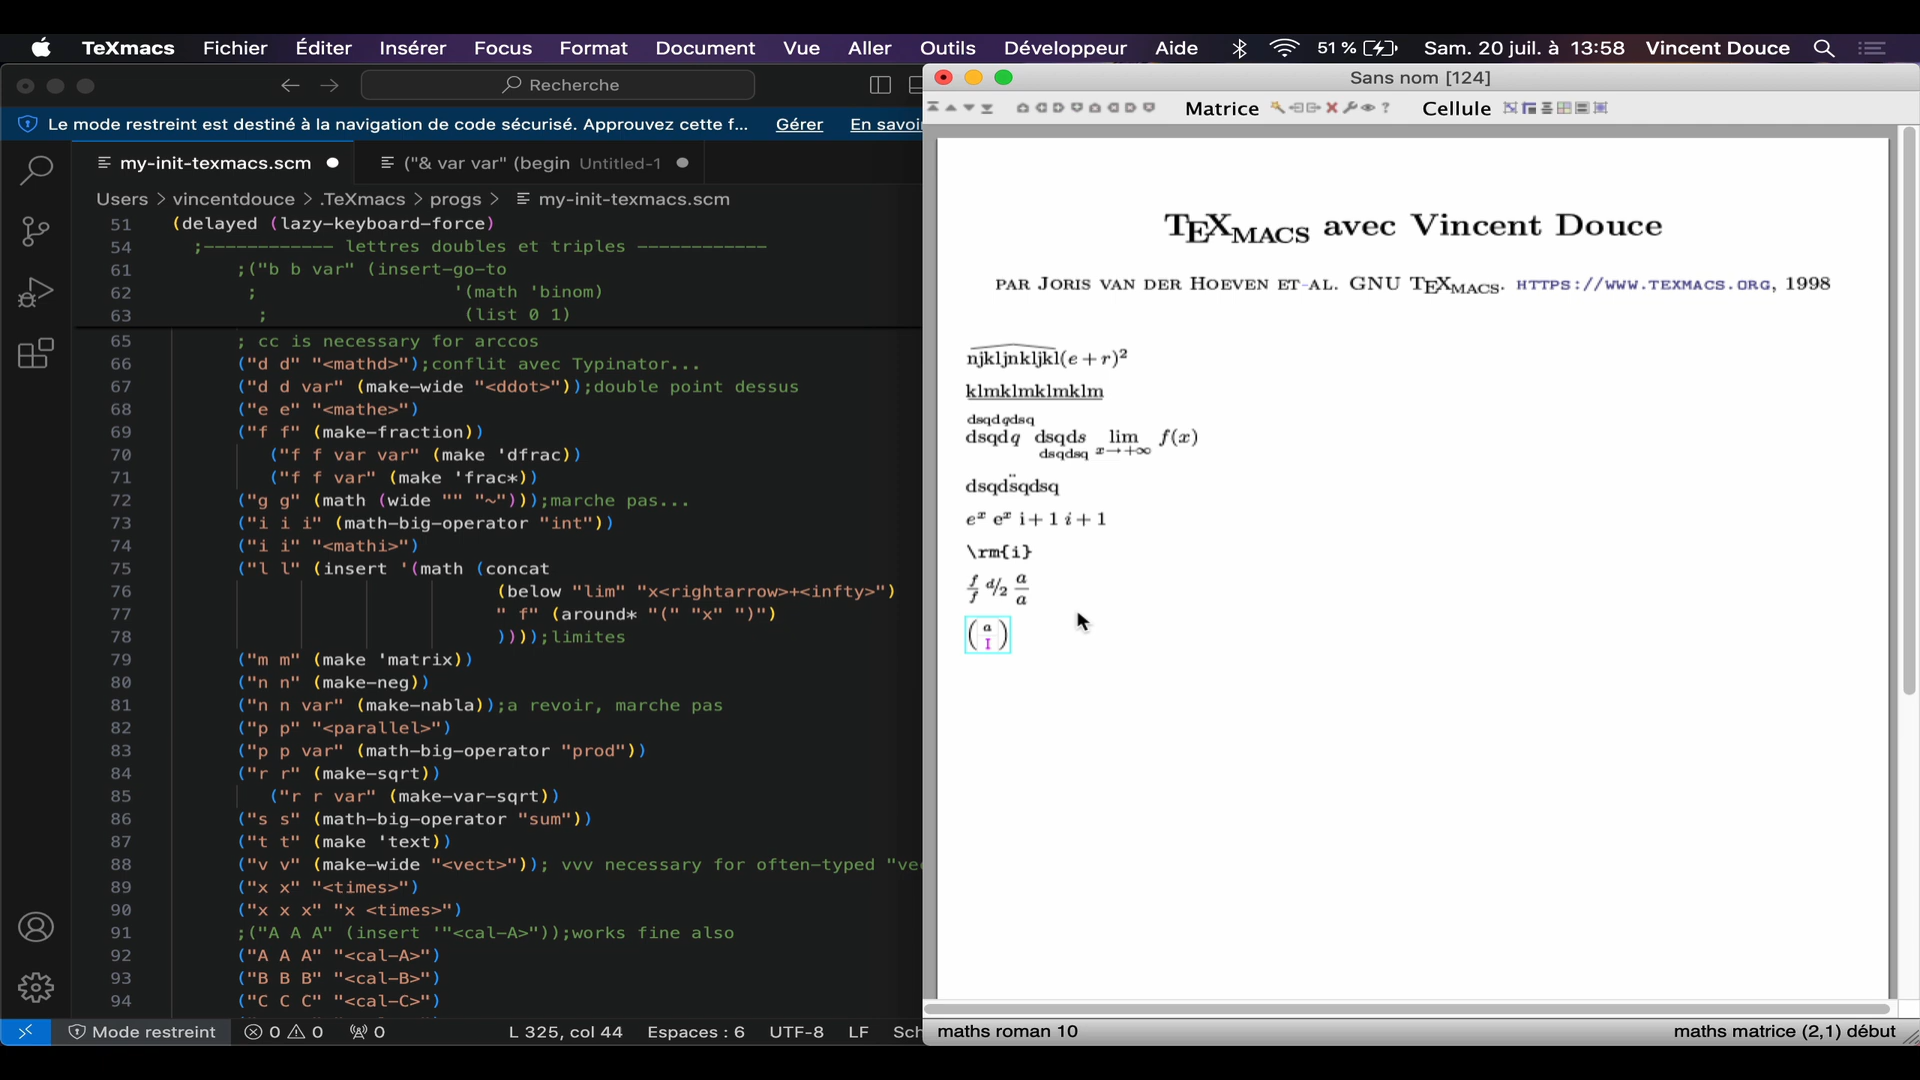 TeXmacs Fichier Éditer Insérer Focus Format Document Vue Aller Outils Développeur Aide 51 % Sam. 20 juil. à 13:58 Vincent Douce
Recherche
Le mode restreint est destiné à la navigation de code sécurisé. Approuvez cette f... Gérer En savoi
my-init-texmacs.scm ("& var var" (begin Untitled-1
Users > vincentdouce > .TeXmacs > progs > my-init-texmacs.scm
51 (delayed (lazy-keyboard-force)
54 ;------------ lettres doubles et triples ------------
61 ;("b b var" (insert-go-to
62 ; '(math 'binom)
63 ; (list 0 1)
65 ; cc is necessary for arccos
66 ("d d" "<mathd>");conflit avec Typinator...
67 ("d d var" (make-wide "<ddot>"));double point dessus
68 ("e e" "<mathe>")
69 ("f f" (make-fraction))
70 ("f f var var" (make 'dfrac))
71 ("f f var" (make 'frac*))
72 ("g g" (math (wide "" "~")));marche pas...
73 ("i i i" (math-big-operator "int"))
74 ("i i" "<mathi>")
75 ("l l" (insert '(math (concat
76 (below "lim" "x<rightarrow>+<infty>")
77 " f" (around* "(" "x" ")")
78 ))));limites
79 ("m m" (make 'matrix))
80 ("n n" (make-neg))
81 ("n n var" (make-nabla));a revoir, marche pas
82 ("p p" "<parallel>")
83 ("p p var" (math-big-operator "prod"))
84 ("r r" (make-sqrt))
85 ("r r var" (make-var-sqrt))
86 ("s s" (math-big-operator "sum"))
87 ("t t" (make 'text))
88 ("v v" (make-wide "<vect>")); vvv necessary for often-typed "ve
89 ("x x" "<times>")
90 ("x x x" "x <times>")
91 ;("A A A" (insert '"<cal-A>"));works fine also
92 ("A A A" "<cal-A>")
93 ("B B B" "<cal-B>")
94 ("C C C" "<cal-C>")
Mode restreint 0 0 0 L 325, col 44 Espaces : 6 UTF-8 LF Sch
Sans nom [124]
Matrice Cellule
TEXMACS avec Vincent Douce
PAR JORIS VAN DER HOEVEN ET-AL. GNU TEXMACS. HTTPS://WWW.TEXMACS.ORG, 1998
njkljnkljkl(e + r)²
klmklmklmklm
dsqdqdsq
dsqdq dsqds lim f(x)
dsqdsq x→+∞
dsqds̈qdsq
eˣ eˣ i + 1 i + 1
\rm{i}
f/f d/2 a/a
(a)
maths roman 10 maths matrice (2,1) début